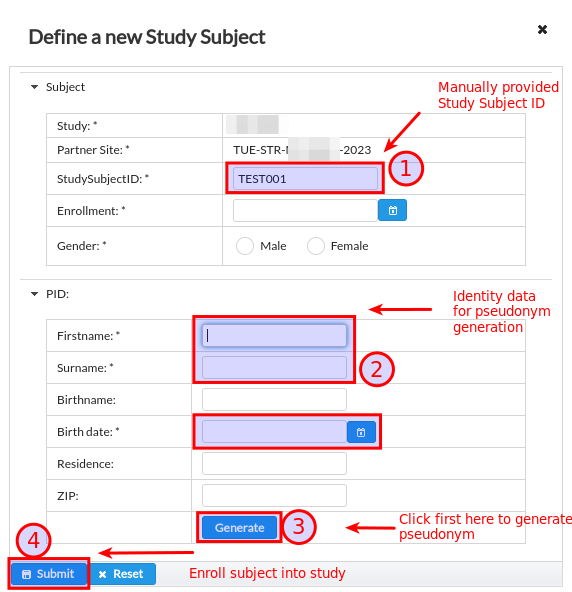 Define a new Study Subject
Subject
Manually provided
Study Subject ID
Study: *
Partner Site: * TUE-STR- -2023
StudySubjectID: * TEST001
1
Enrollment: *
Gender: * Male Female
PID:
Identity data
for pseudonym
generation
Firstname: *
Surname: *
2
Birthname:
Birth date: *
Residence:
ZIP:
Generate
3
Click first here to generate
pseudonym
4
Submit Reset
Enroll subject into study